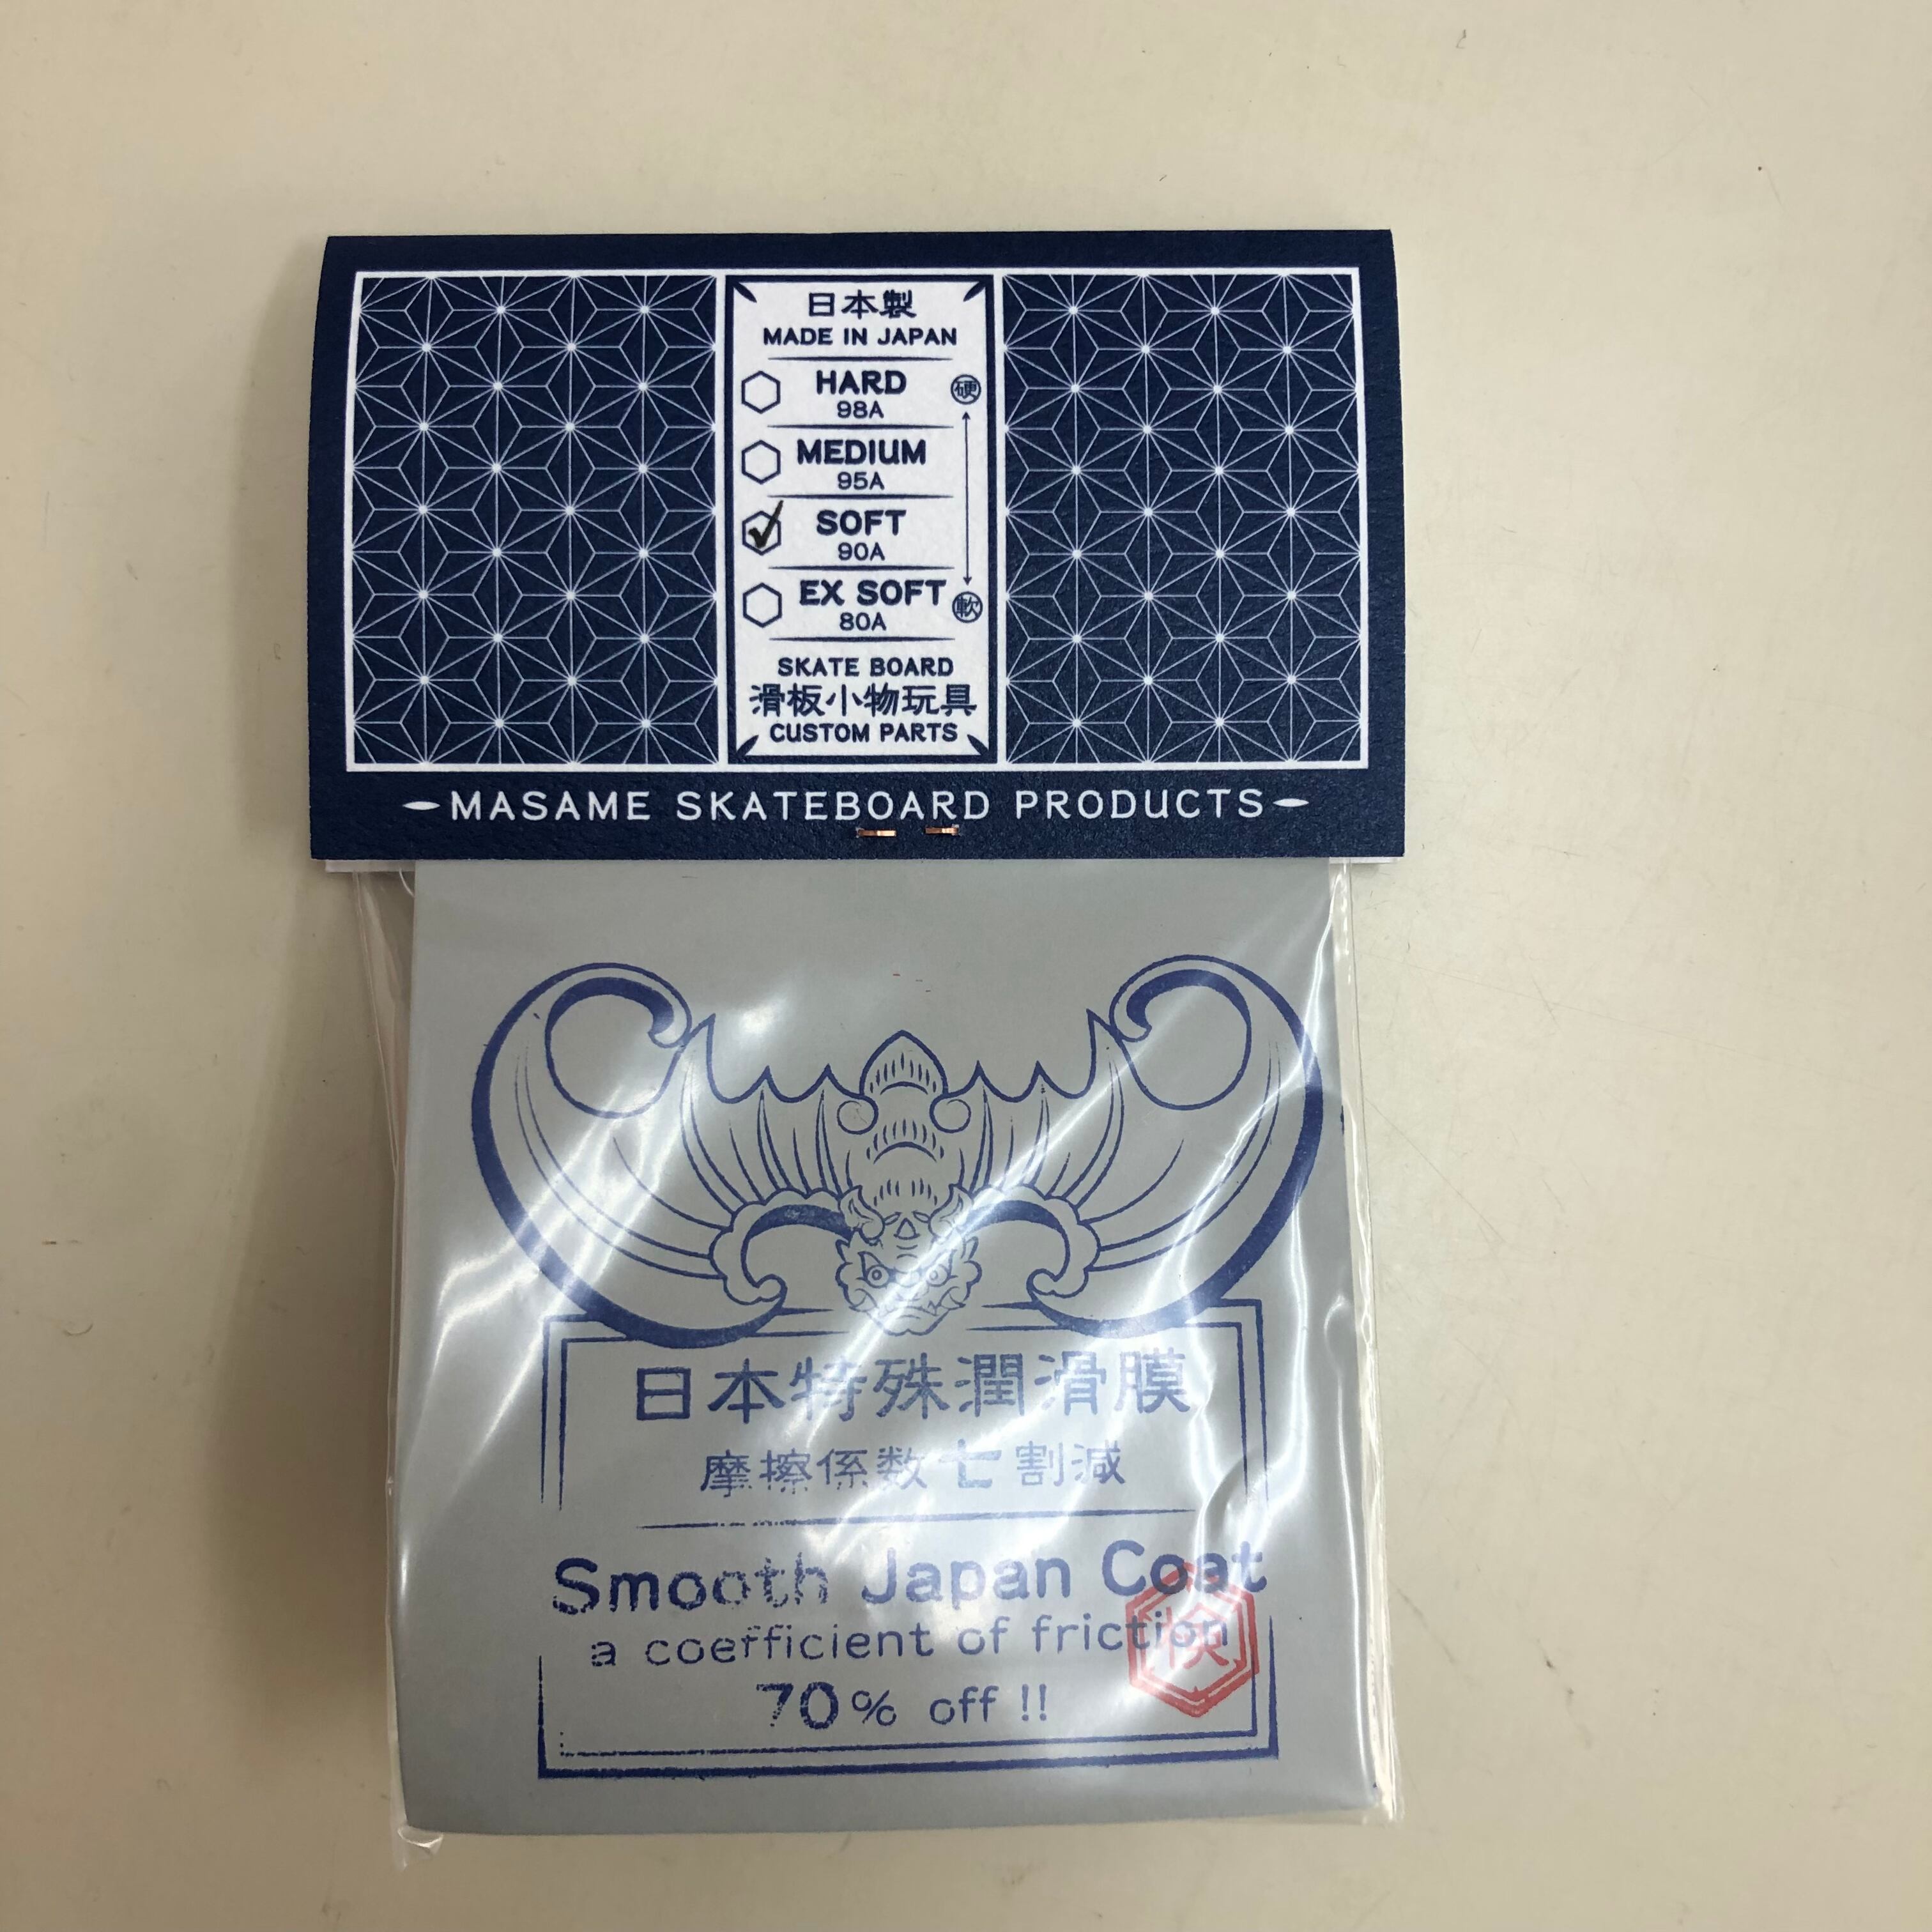 日本製
MADE IN JAPAN
HARD
98A
硬
MEDIUM
95A
SOFT
90A
EX SOFT
80A
軟
SKATE BOARD
滑板小物玩具
CUSTOM PARTS
MASAME SKATEBOARD PRODUCTS
日本特殊潤滑膜
摩擦係数七割減
Smooth Japan Coat
a coefficient of friction
70% off !!
検